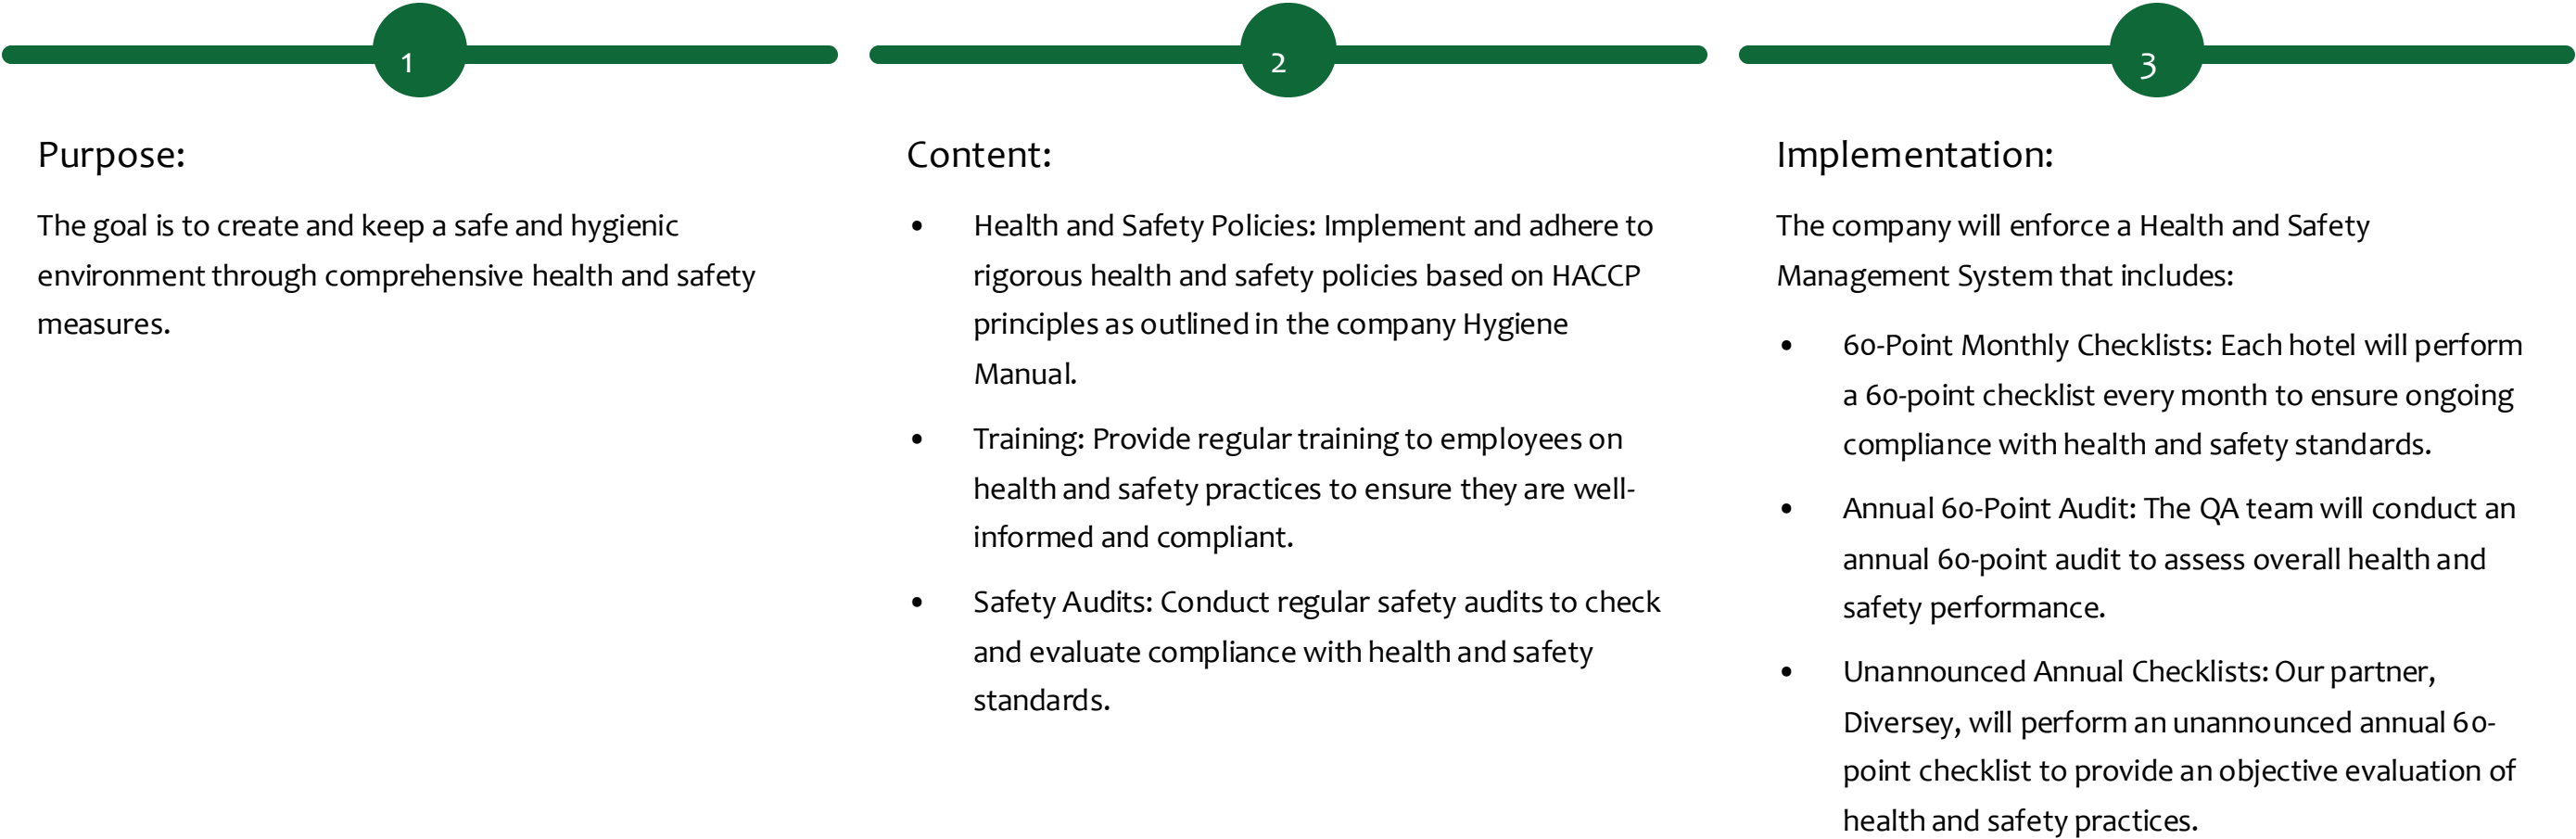 1
Purpose:
The goal is to create and keep a safe and hygienic
environment through comprehensive health and safety
measures.
2
Content:
• Health and Safety Policies: Implement and adhere to
rigorous health and safety policies based on HACCP
principles as outlined in the company Hygiene
Manual.
• Training: Provide regular training to employees on
health and safety practices to ensure they are well-
informed and compliant.
• Safety Audits: Conduct regular safety audits to check
and evaluate compliance with health and safety
standards.
3
Implementation:
The company will enforce a Health and Safety
Management System that includes:
• 60-Point Monthly Checklists: Each hotel will perform
a 60-point checklist every month to ensure ongoing
compliance with health and safety standards.
• Annual 60-Point Audit: The QA team will conduct an
annual 60-point audit to assess overall health and
safety performance.
• Unannounced Annual Checklists: Our partner,
Diversey, will perform an unannounced annual 60-
point checklist to provide an objective evaluation of
health and safety practices.